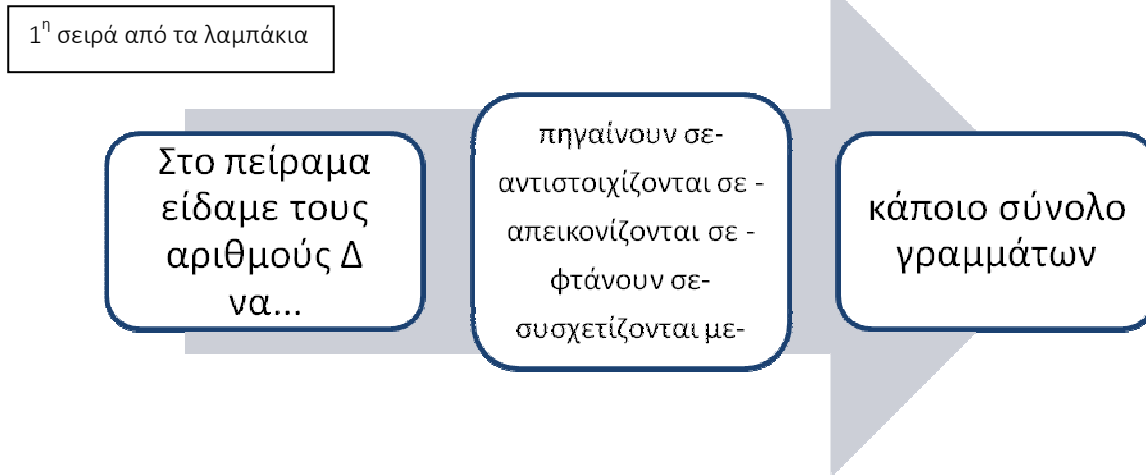 1η σειρά από τα λαμπάκια
Στο πείραμα
είδαμε τους
αριθμούς Δ
να...
πηγαίνουν σε-
αντιστοιχίζονται σε -
απεικονίζονται σε -
φτάνουν σε-
συσχετίζονται με-
κάποιο σύνολο
γραμμάτων